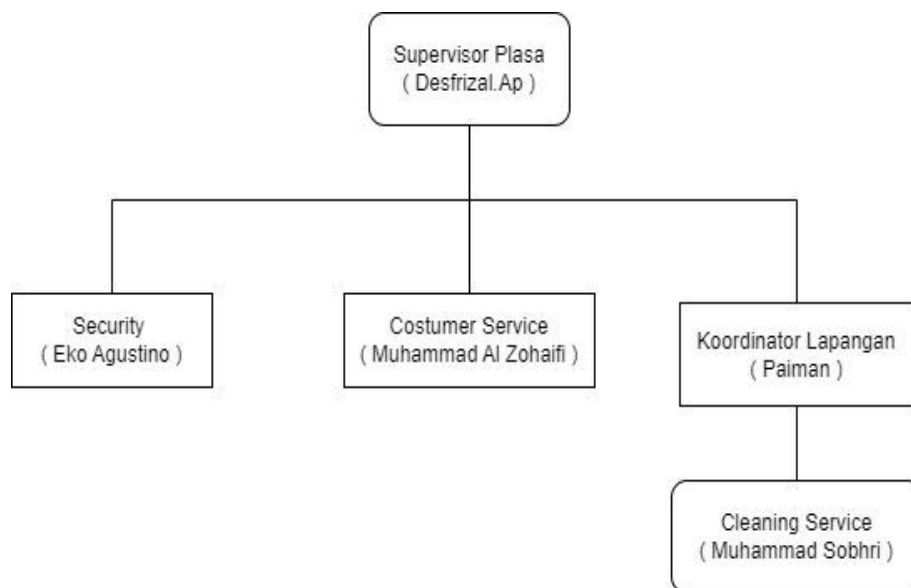 Supervisor Plasa
( Desfrizal.Ap )
Security
( Eko Agustino )
Costumer Service
( Muhammad Al Zohaifi )
Koordinator Lapangan
( Paiman )
Cleaning Service
( Muhammad Sobhri )